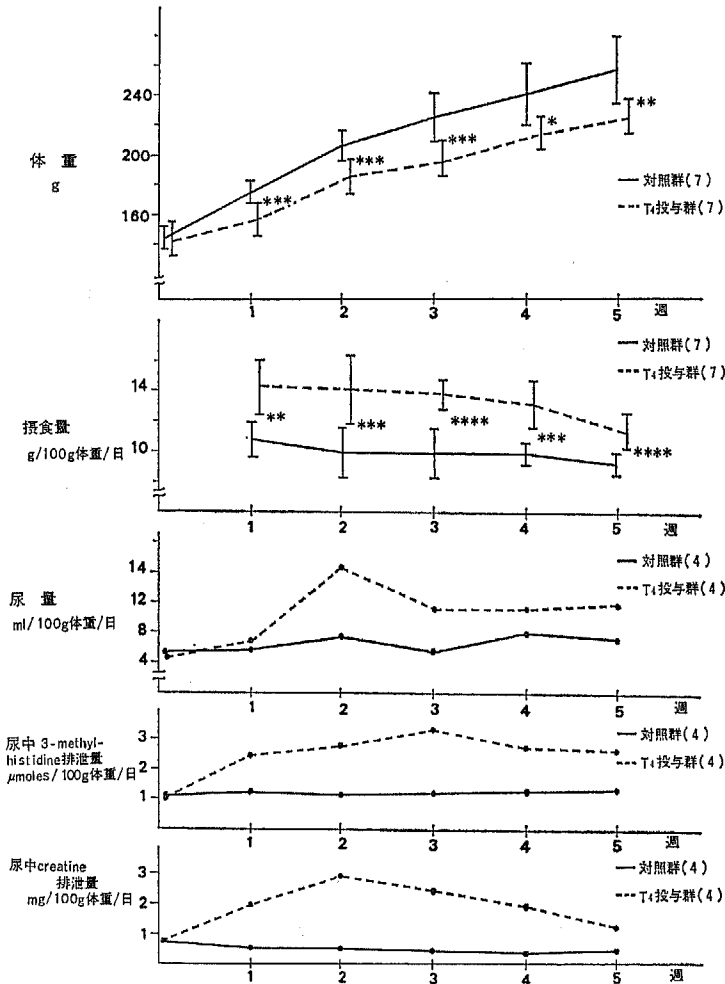 240
体 重
200
g
160
***
***
***
*
**
対照群(7)
T₄投与群(7)
1 2 3 4 5 週
14
摂食量
10
g/100g体重/日
**
***
****
***
****
対照群(7)
T₄投与群(7)
1 2 3 4 5 週
14
尿 量
12
ml/100g体重/日
8
4
対照群(4)
T₄投与群(4)
1 2 3 4 5 週
尿中 3-methyl-
histidine排泄量
μmoles/100g体重/日
3
2
1
対照群(4)
T₄投与群(4)
1 2 3 4 5 週
尿中creatine
排泄量
mg/100g体重/日
3
2
1
対照群(4)
T₄投与群(4)
1 2 3 4 5 週